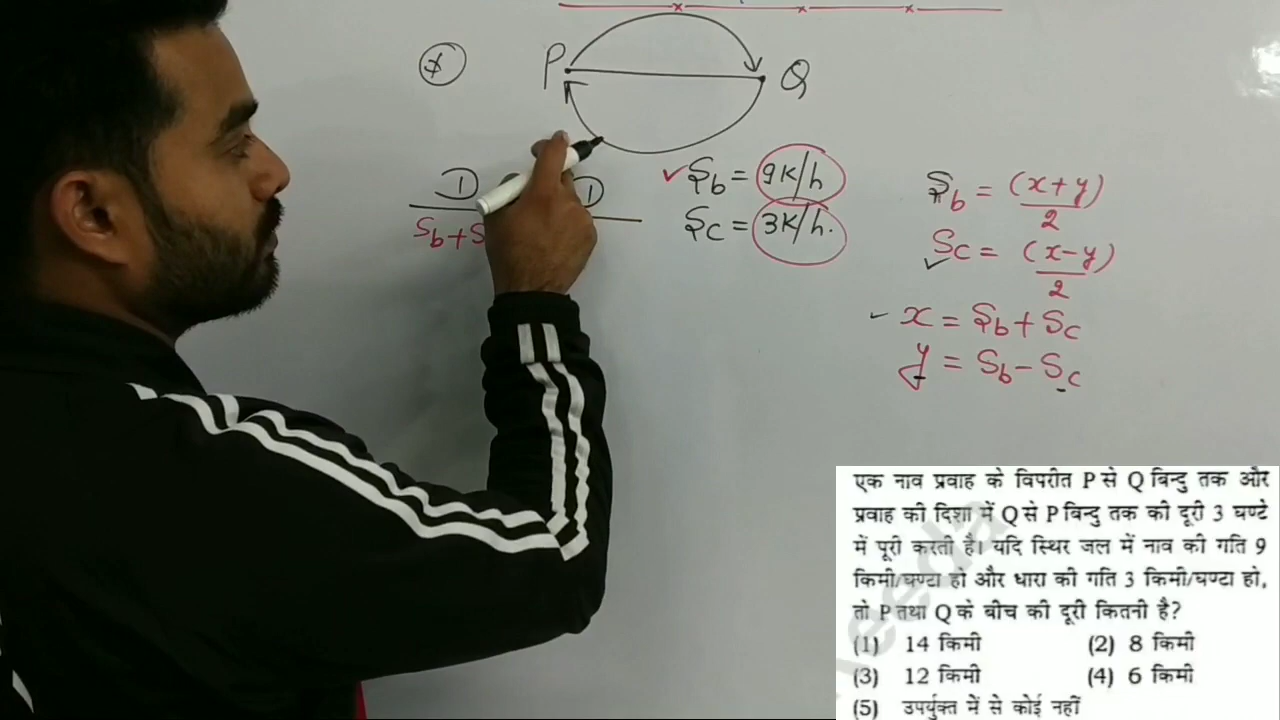 P Q
D D
Sb+S
Sb = 9K/h
Sc = 3K/h.
Sb = (x+y)/2
Sc = (x-y)/2
x = Sb + Sc
y = Sb - Sc
एक नाव प्रवाह के विपरीत P से Q बिन्दु तक और
प्रवाह की दिशा में Q से P बिन्दु तक की दूरी 3 घण्टे
में पूरी करती है। यदि स्थिर जल में नाव की गति 9
किमी/घण्टा हो और धारा की गति 3 किमी/घण्टा हो,
तो P तथा Q के बीच की दूरी कितनी है?
(1) 14 किमी (2) 8 किमी
(3) 12 किमी (4) 6 किमी
(5) उपर्युक्त में से कोई नहीं